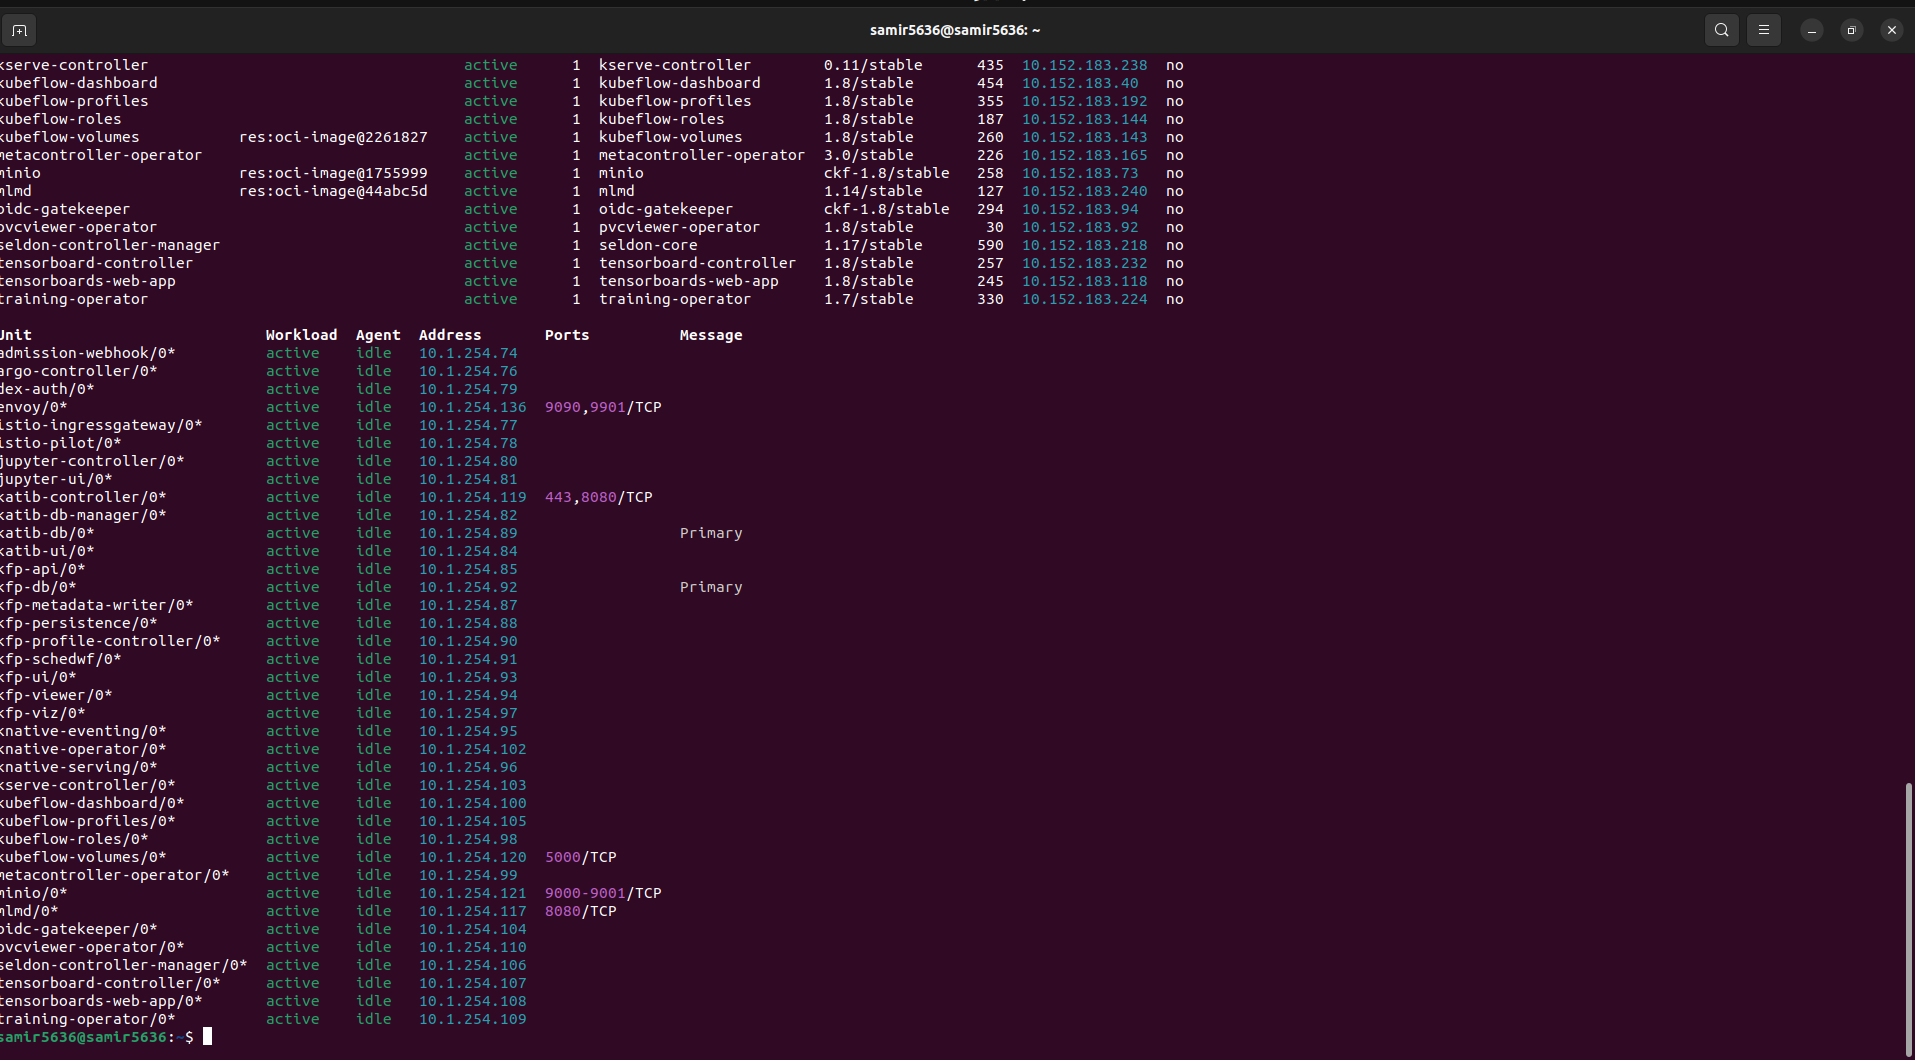 samir5636@samir5636: ~
kserve-controller active 1 kserve-controller 0.11/stable 435 10.152.183.238 no
kubeflow-dashboard active 1 kubeflow-dashboard 1.8/stable 454 10.152.183.40 no
kubeflow-profiles active 1 kubeflow-profiles 1.8/stable 355 10.152.183.192 no
kubeflow-roles active 1 kubeflow-roles 1.8/stable 187 10.152.183.144 no
kubeflow-volumes res:oci-image@2261827 active 1 kubeflow-volumes 1.8/stable 260 10.152.183.143 no
metacontroller-operator active 1 metacontroller-operator 3.0/stable 226 10.152.183.165 no
minio res:oci-image@1755999 active 1 minio ckf-1.8/stable 258 10.152.183.73 no
mlmd res:oci-image@44abc5d active 1 mlmd 1.14/stable 127 10.152.183.240 no
oidc-gatekeeper active 1 oidc-gatekeeper ckf-1.8/stable 294 10.152.183.94 no
pvcviewer-operator active 1 pvcviewer-operator 1.8/stable 30 10.152.183.92 no
seldon-controller-manager active 1 seldon-core 1.17/stable 590 10.152.183.218 no
tensorboard-controller active 1 tensorboard-controller 1.8/stable 257 10.152.183.232 no
tensorboards-web-app active 1 tensorboards-web-app 1.8/stable 245 10.152.183.118 no
training-operator active 1 training-operator 1.7/stable 330 10.152.183.224 no
Unit Workload Agent Address Ports Message
admission-webhook/0* active idle 10.1.254.74
argo-controller/0* active idle 10.1.254.76
dex-auth/0* active idle 10.1.254.79
envoy/0* active idle 10.1.254.136 9090,9901/TCP
istio-ingressgateway/0* active idle 10.1.254.77
istio-pilot/0* active idle 10.1.254.78
jupyter-controller/0* active idle 10.1.254.80
jupyter-ui/0* active idle 10.1.254.81
katib-controller/0* active idle 10.1.254.119 443,8080/TCP
katib-db-manager/0* active idle 10.1.254.82
katib-db/0* active idle 10.1.254.89 Primary
katib-ui/0* active idle 10.1.254.84
kfp-api/0* active idle 10.1.254.85
kfp-db/0* active idle 10.1.254.92 Primary
kfp-metadata-writer/0* active idle 10.1.254.87
kfp-persistence/0* active idle 10.1.254.88
kfp-profile-controller/0* active idle 10.1.254.90
kfp-schedwf/0* active idle 10.1.254.91
kfp-ui/0* active idle 10.1.254.93
kfp-viewer/0* active idle 10.1.254.94
kfp-viz/0* active idle 10.1.254.97
knative-eventing/0* active idle 10.1.254.95
knative-operator/0* active idle 10.1.254.102
knative-serving/0* active idle 10.1.254.96
kserve-controller/0* active idle 10.1.254.103
kubeflow-dashboard/0* active idle 10.1.254.100
kubeflow-profiles/0* active idle 10.1.254.105
kubeflow-roles/0* active idle 10.1.254.98
kubeflow-volumes/0* active idle 10.1.254.120 5000/TCP
metacontroller-operator/0* active idle 10.1.254.99
minio/0* active idle 10.1.254.121 9000-9001/TCP
mlmd/0* active idle 10.1.254.117 8080/TCP
oidc-gatekeeper/0* active idle 10.1.254.104
pvcviewer-operator/0* active idle 10.1.254.110
seldon-controller-manager/0* active idle 10.1.254.106
tensorboard-controller/0* active idle 10.1.254.107
tensorboards-web-app/0* active idle 10.1.254.108
training-operator/0* active idle 10.1.254.109
samir5636@samir5636:~$